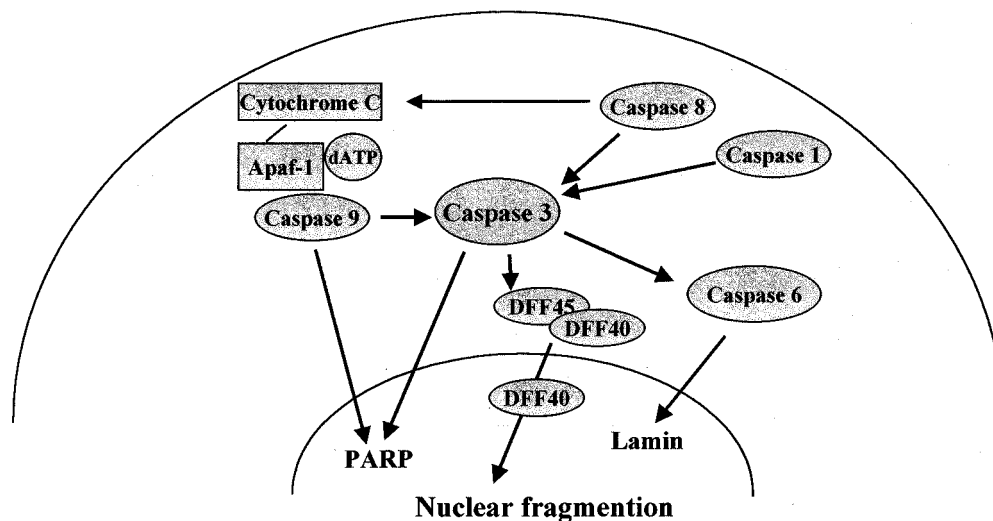 Cytochrome C
Caspase 8
Apaf-1
dATP
Caspase 1
Caspase 9
Caspase 3
Caspase 6
DFF45
DFF40
DFF40
Lamin
PARP
Nuclear fragmention